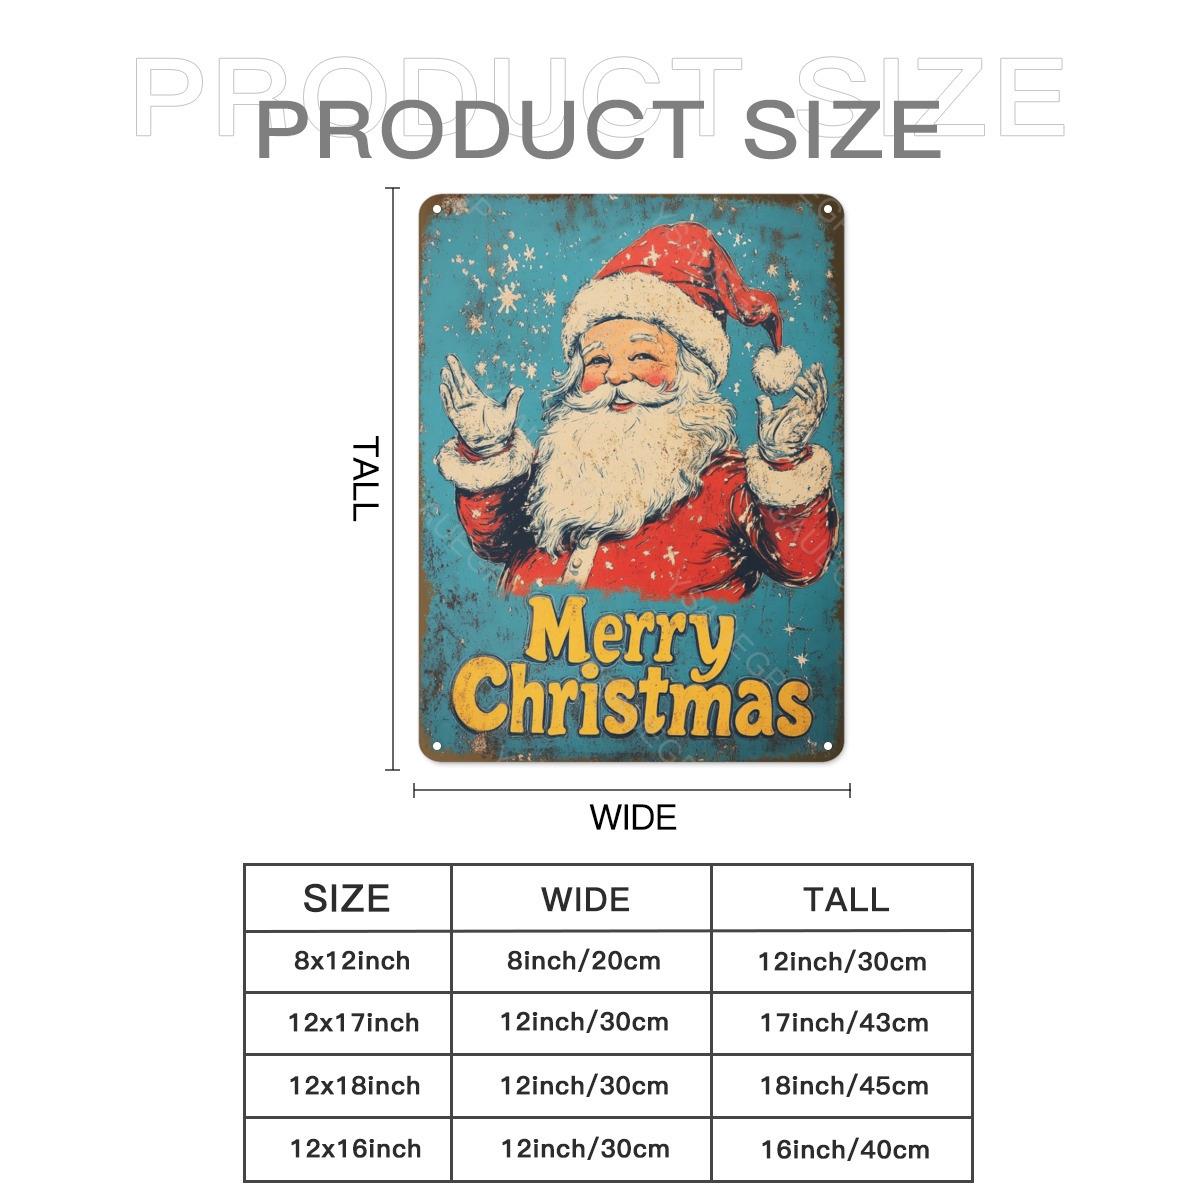 PRODUCT SIZE
PRODUCT SIZE
TALL
Merry
Christmas
WIDE
SIZE WIDE TALL
8x12inch 8inch/20cm 12inch/30cm
12x17inch 12inch/30cm 17inch/43cm
12x18inch 12inch/30cm 18inch/45cm
12x16inch 12inch/30cm 16inch/40cm